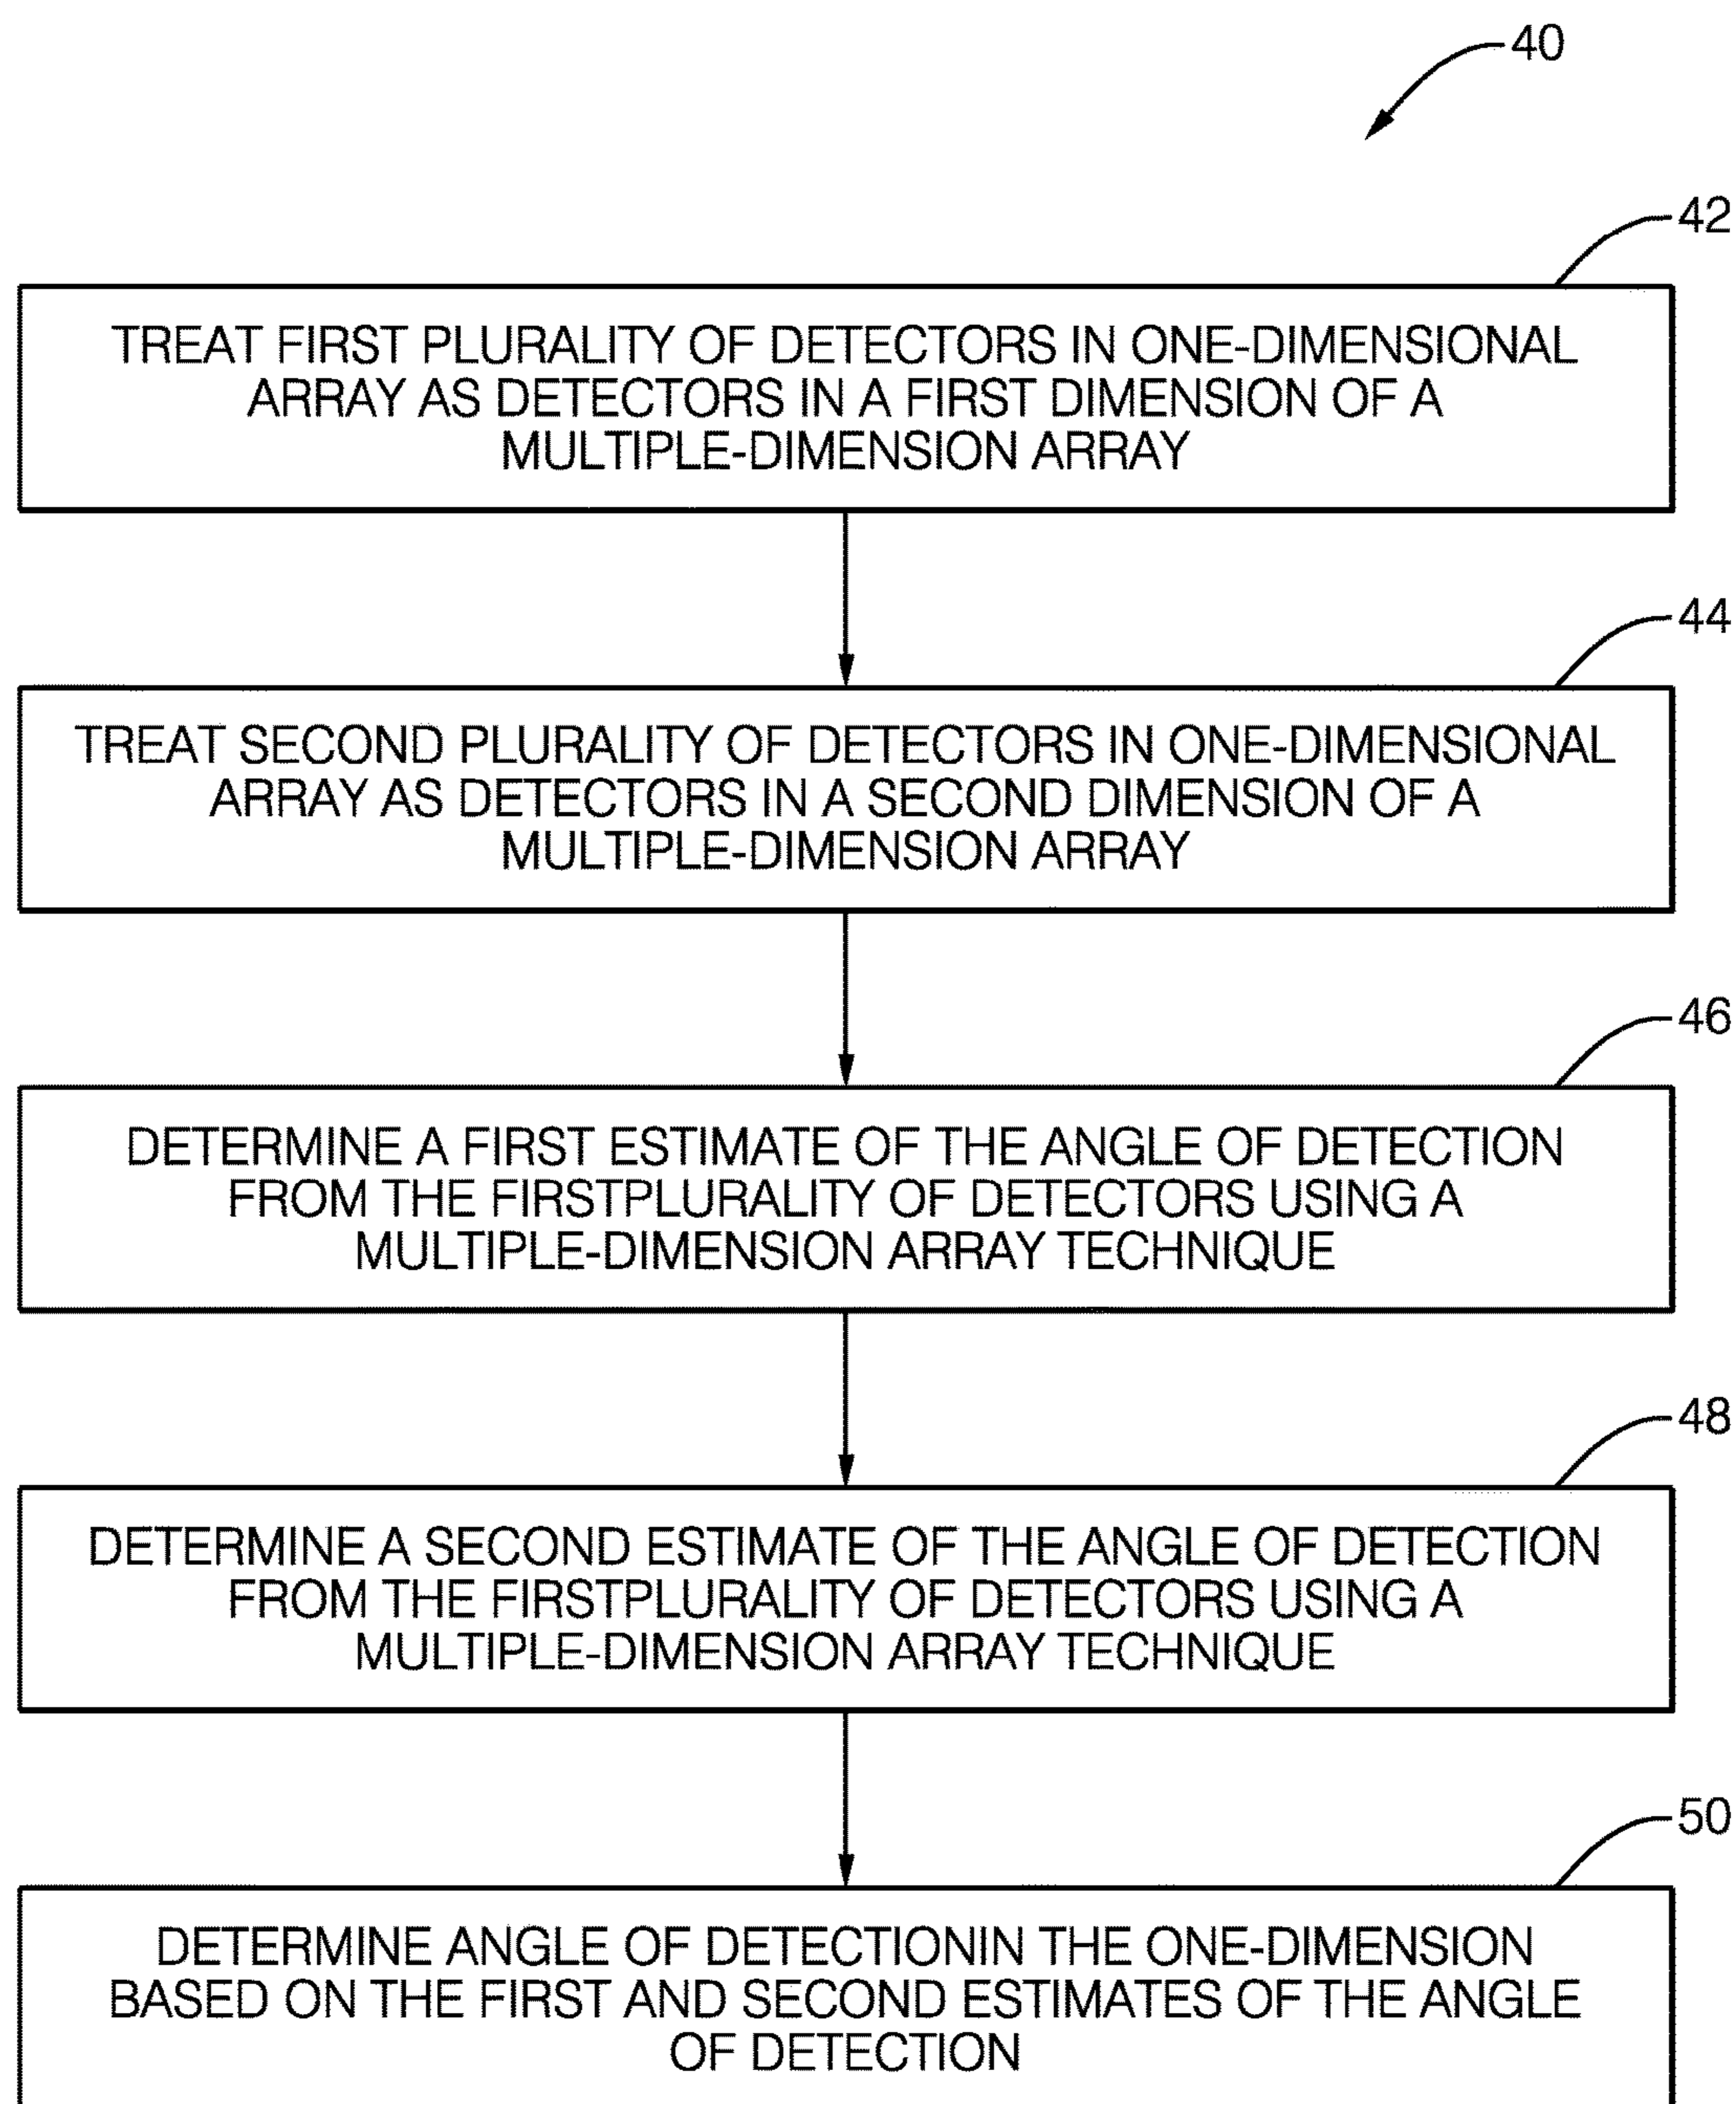 40
42
TREAT FIRST PLURALITY OF DETECTORS IN ONE-DIMENSIONAL
ARRAY AS DETECTORS IN A FIRST DIMENSION OF A
MULTIPLE-DIMENSION ARRAY
44
TREAT SECOND PLURALITY OF DETECTORS IN ONE-DIMENSIONAL
ARRAY AS DETECTORS IN A SECOND DIMENSION OF A
MULTIPLE-DIMENSION ARRAY
46
DETERMINE A FIRST ESTIMATE OF THE ANGLE OF DETECTION
FROM THE FIRSTPLURALITY OF DETECTORS USING A
MULTIPLE-DIMENSION ARRAY TECHNIQUE
48
DETERMINE A SECOND ESTIMATE OF THE ANGLE OF DETECTION
FROM THE FIRSTPLURALITY OF DETECTORS USING A
MULTIPLE-DIMENSION ARRAY TECHNIQUE
50
DETERMINE ANGLE OF DETECTIONIN THE ONE-DIMENSION
BASED ON THE FIRST AND SECOND ESTIMATES OF THE ANGLE
OF DETECTION